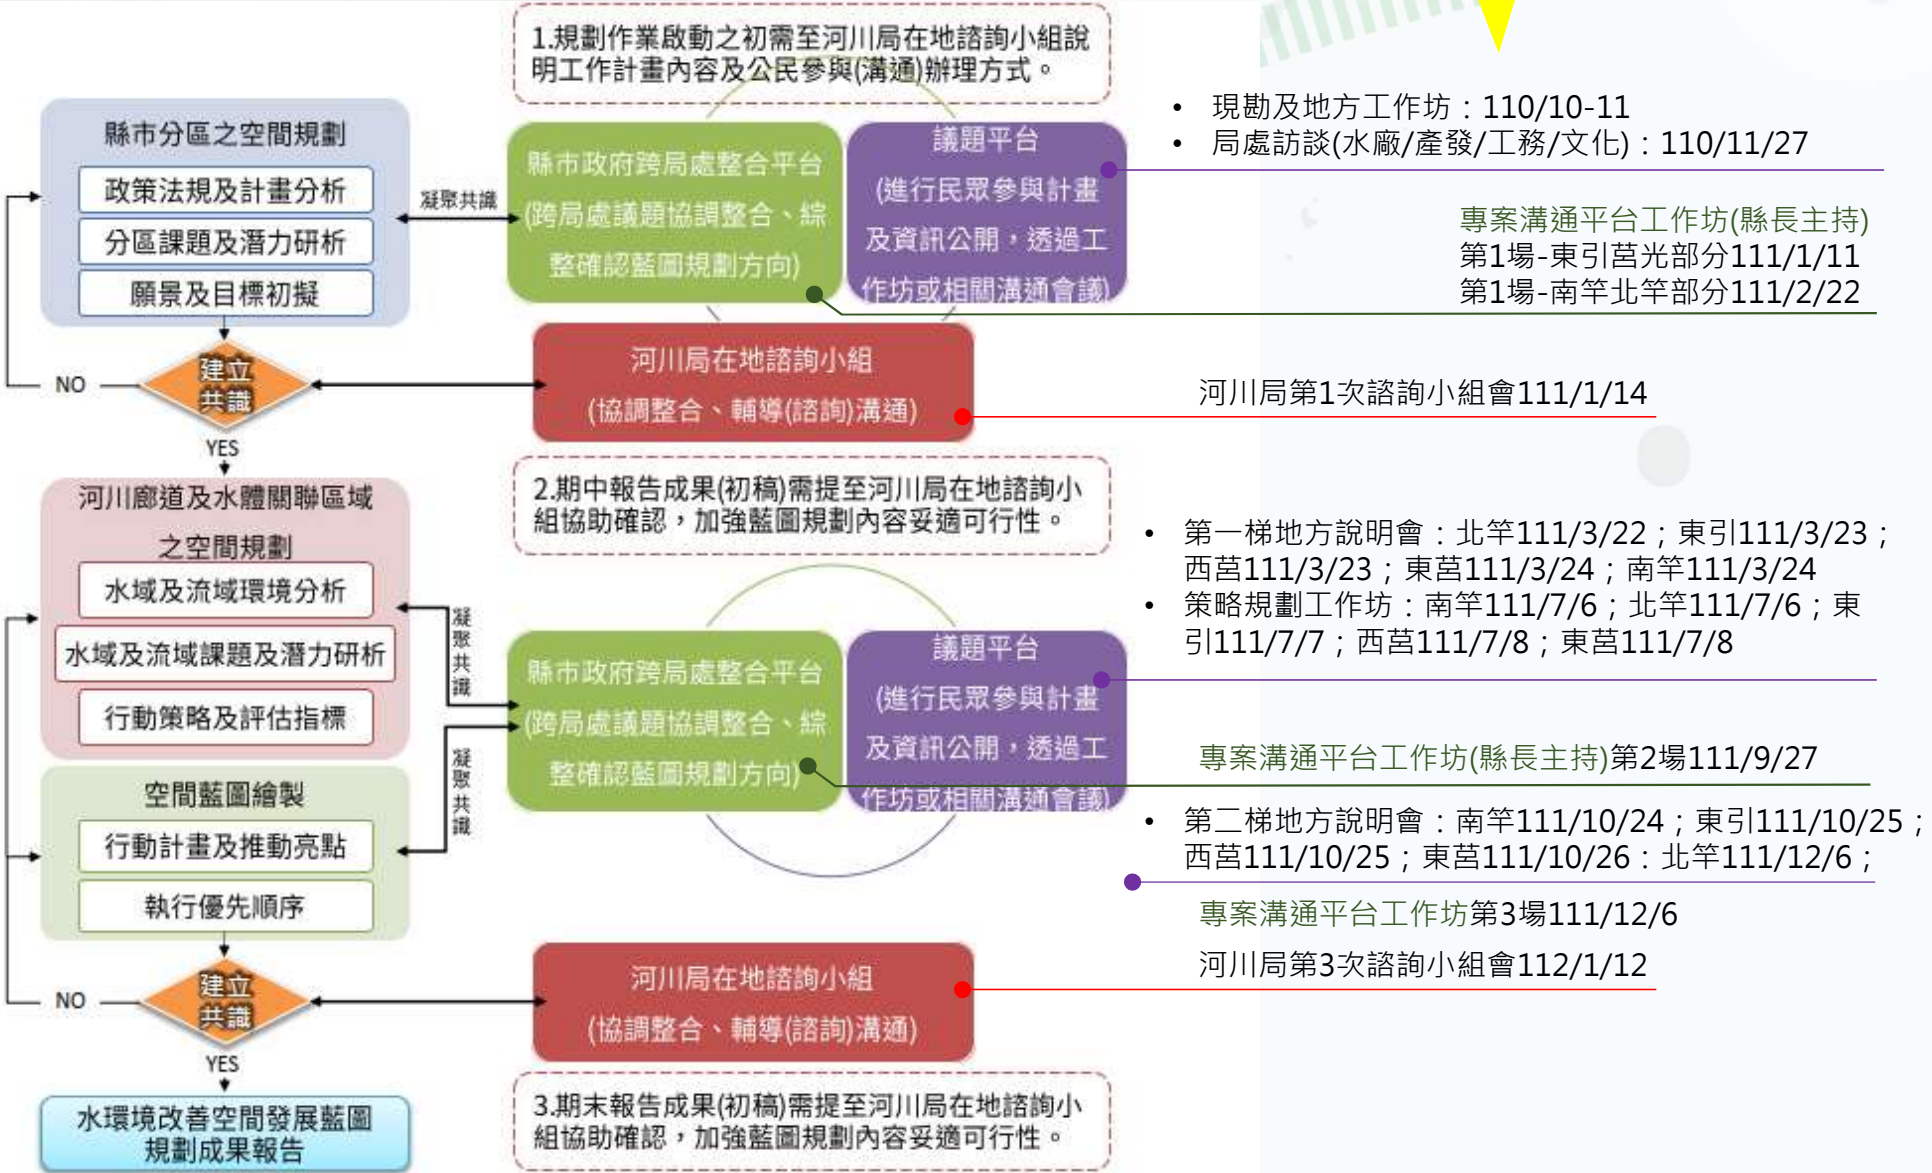 1.規劃作業啟動之初需至河川局在地諮詢小組說
明工作計畫內容及公民參與(溝通)辦理方式。
縣市分區之空間規劃
政策法規及計畫分析
分區課題及潛力研析
願景及目標初擬
凝聚共識
縣市政府跨局處整合平台
(跨局處議題協調整合、綜
整確認藍圖規劃方向)
議題平台
(進行民眾參與計畫
及資訊公開，透過工
作坊或相關溝通會議)
• 現勘及地方工作坊：110/10-11
• 局處訪談(水廠/產發/工務/文化)：110/11/27
專案溝通平台工作坊(縣長主持)
第1場-東引莒光部分111/1/11
第1場-南竿北竿部分111/2/22
建立
共識
NO
YES
河川局在地諮詢小組
(協調整合、輔導(諮詢)溝通)
河川局第1次諮詢小組會111/1/14
2.期中報告成果(初稿)需提至河川局在地諮詢小
組協助確認，加強藍圖規劃內容妥適可行性。
河川廊道及水體關聯區域
之空間規劃
水域及流域環境分析
水域及流域課題及潛力研析
行動策略及評估指標
凝聚共識
空間藍圖繪製
行動計畫及推動亮點
執行優先順序
凝聚共識
縣市政府跨局處整合平台
(跨局處議題協調整合、綜
整確認藍圖規劃方向)
議題平台
(進行民眾參與計畫
及資訊公開，透過工
作坊或相關溝通會議)
• 第一梯地方說明會：北竿111/3/22；東引111/3/23；
西莒111/3/23；東莒111/3/24；南竿111/3/24
• 策略規劃工作坊：南竿111/7/6；北竿111/7/6；東
引111/7/7；西莒111/7/8；東莒111/7/8
專案溝通平台工作坊(縣長主持)第2場111/9/27
• 第二梯地方說明會：南竿111/10/24；東引111/10/25；
西莒111/10/25；東莒111/10/26：北竿111/12/6；
專案溝通平台工作坊第3場111/12/6
河川局第3次諮詢小組會112/1/12
建立
共識
NO
YES
河川局在地諮詢小組
(協調整合、輔導(諮詢)溝通)
水環境改善空間發展藍圖
規劃成果報告
3.期末報告成果(初稿)需提至河川局在地諮詢小
組協助確認，加強藍圖規劃內容妥適可行性。